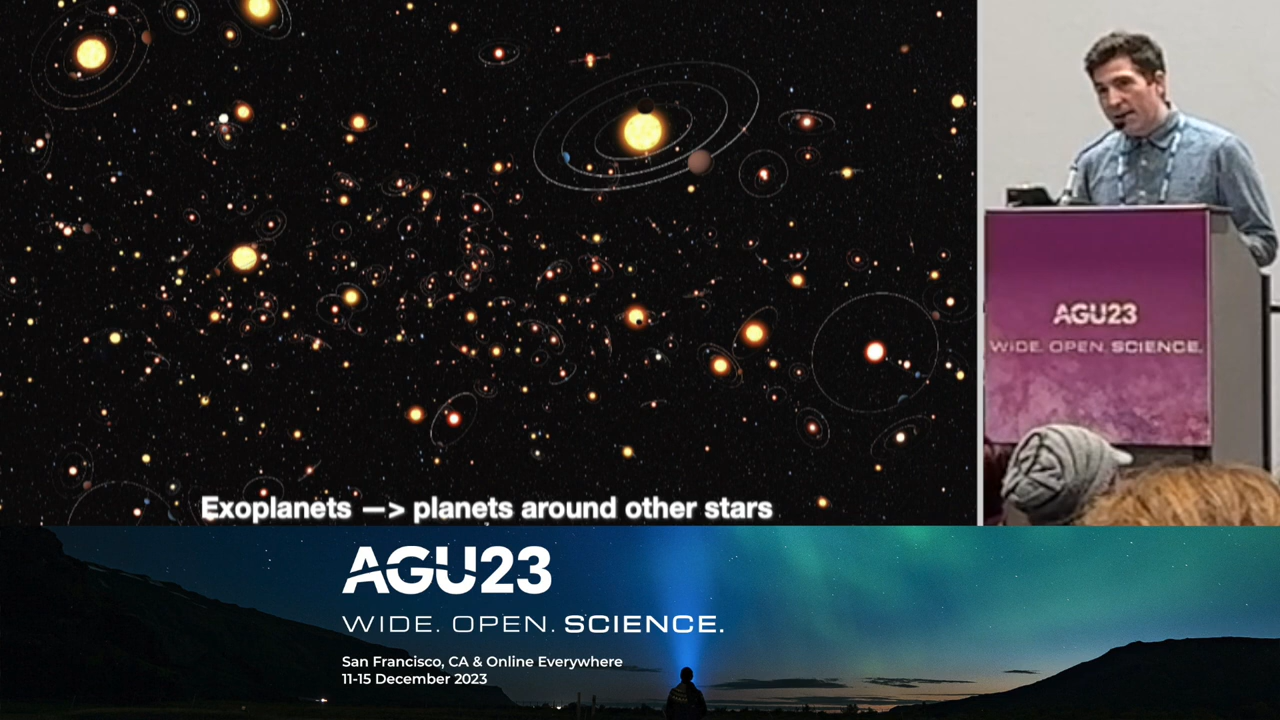 Exoplanets —> planets around other stars
AGU23
WIDE. OPEN. SCIENCE.
AGU23
WIDE. OPEN. SCIENCE.
San Francisco, CA & Online Everywhere
11-15 December 2023